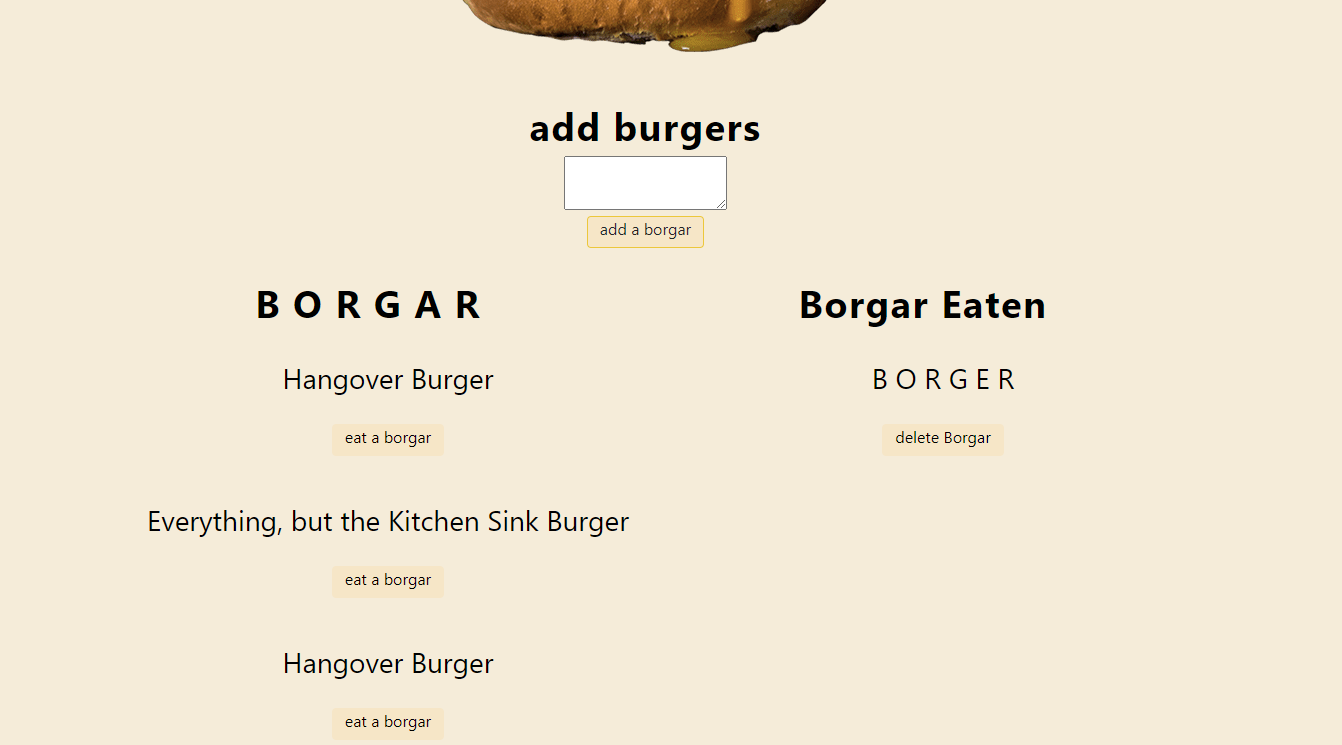 add burgers
add a borgar
B O R G A R
Hangover Burger
eat a borgar
Everything, but the Kitchen Sink Burger
eat a borgar
Hangover Burger
eat a borgar
Borgar Eaten
B O R G E R
delete Borgar